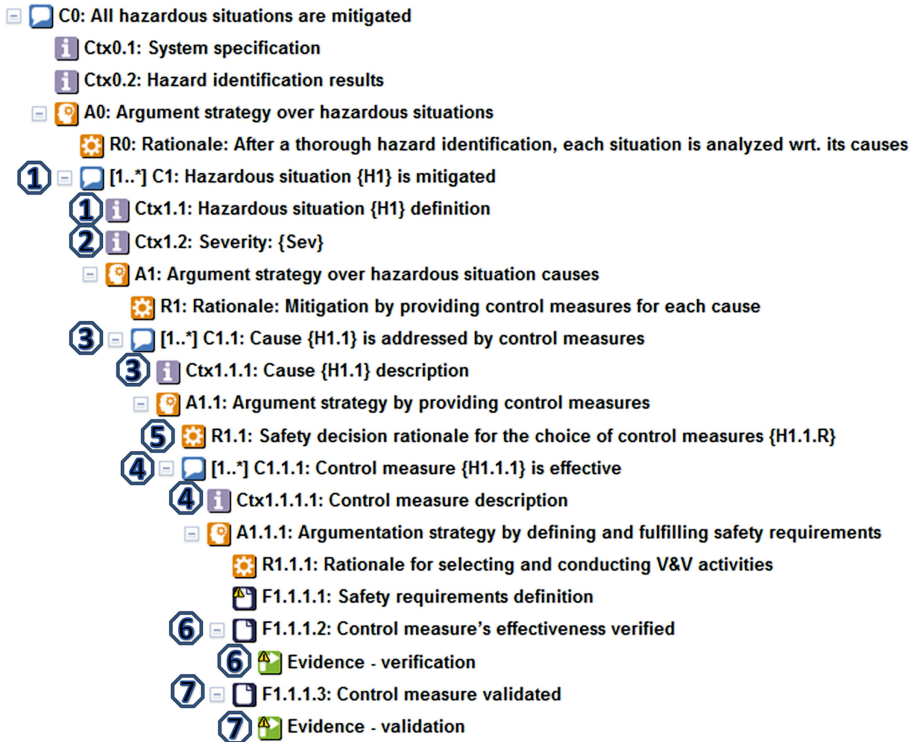 C0: All hazardous situations are mitigated
Ctx0.1: System specification
Ctx0.2: Hazard identification results
A0: Argument strategy over hazardous situations
R0: Rationale: After a thorough hazard identification, each situation is analyzed wrt. its causes
1 [1..*] C1: Hazardous situation {H1} is mitigated
1 Ctx1.1: Hazardous situation {H1} definition
2 Ctx1.2: Severity: {Sev}
A1: Argument strategy over hazardous situation causes
R1: Rationale: Mitigation by providing control measures for each cause
3 [1..*] C1.1: Cause {H1.1} is addressed by control measures
3 Ctx1.1.1: Cause {H1.1} description
A1.1: Argument strategy by providing control measures
5 R1.1: Safety decision rationale for the choice of control measures {H1.1.R}
4 [1..*] C1.1.1: Control measure {H1.1.1} is effective
4 Ctx1.1.1.1: Control measure description
A1.1.1: Argumentation strategy by defining and fulfilling safety requirements
R1.1.1: Rationale for selecting and conducting V&V activities
F1.1.1.1: Safety requirements definition
6 F1.1.1.2: Control measure's effectiveness verified
6 Evidence - verification
7 F1.1.1.3: Control measure validated
7 Evidence - validation